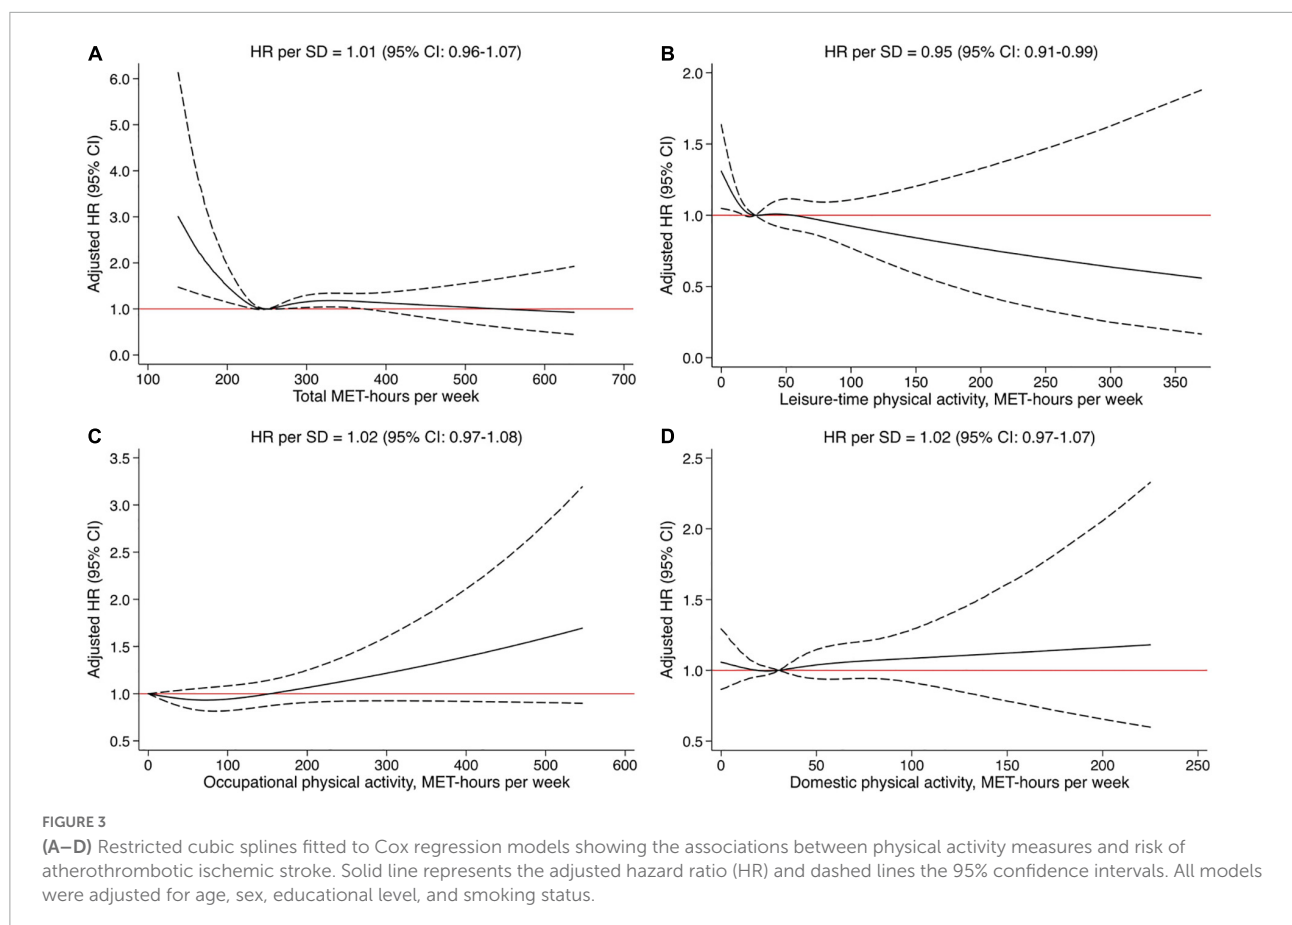 A
HR per SD = 1.01 (95% CI: 0.96-1.07)
Adjusted HR (95% CI)
6.0
5.0
4.0
3.0
2.0
1.0
0.0
100 200 300 400 500 600 700
Total MET-hours per week
B
HR per SD = 0.95 (95% CI: 0.91-0.99)
Adjusted HR (95% CI)
2.0
1.5
1.0
0.5
0.0
0 50 100 150 200 250 300 350
Leisure-time physical activity, MET-hours per week
C
HR per SD = 1.02 (95% CI: 0.97-1.08)
Adjusted HR (95% CI)
3.5
3.0
2.5
2.0
1.5
1.0
0.5
0 100 200 300 400 500 600
Occupational physical activity, MET-hours per week
D
HR per SD = 1.02 (95% CI: 0.97-1.07)
Adjusted HR (95% CI)
2.5
2.0
1.5
1.0
0.5
0 50 100 150 200 250
Domestic physical activity, MET-hours per week
FIGURE 3
(A–D) Restricted cubic splines fitted to Cox regression models showing the associations between physical activity measures and risk of
atherothrombotic ischemic stroke. Solid line represents the adjusted hazard ratio (HR) and dashed lines the 95% confidence intervals. All models
were adjusted for age, sex, educational level, and smoking status.